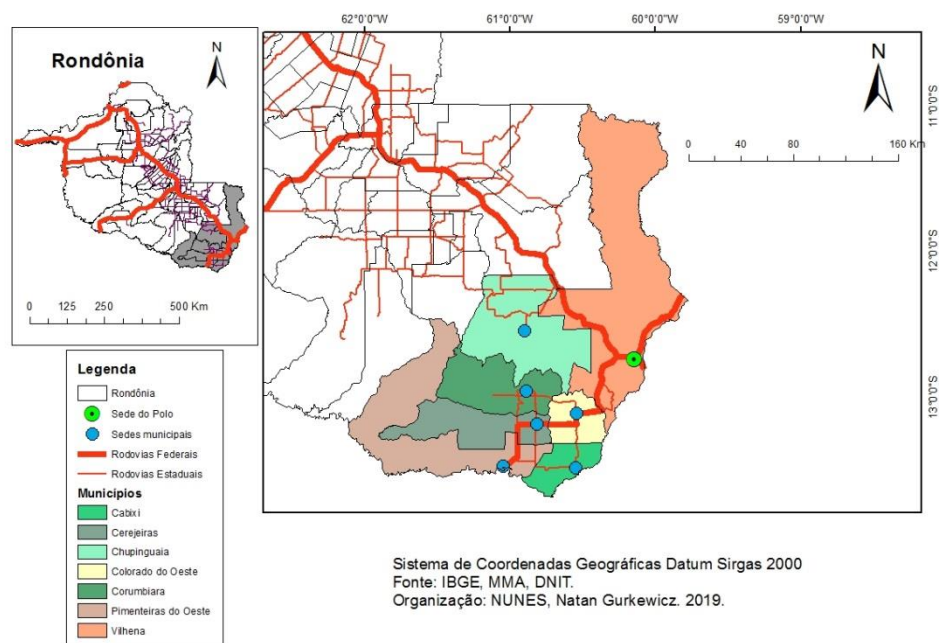 62°0'0"W
61°0'0"W
60°0'0"W
59°0'0"W
Rondônia
N
0 125 250 500 Km
N
0 40 80 160 Km
11°0'0"S
12°0'0"S
13°0'0"S
Legenda
Rondônia
Sede do Polo
Sedes municipais
Rodovias Federais
Rodovias Estaduais
Municípios
Cabixi
Cerejeiras
Chupinguaia
Colorado do Oeste
Corumbiara
Pimenteiras do Oeste
Vilhena
Sistema de Coordenadas Geográficas Datum Sirgas 2000
Fonte: IBGE, MMA, DNIT.
Organização: NUNES, Natan Gurkewicz. 2019.